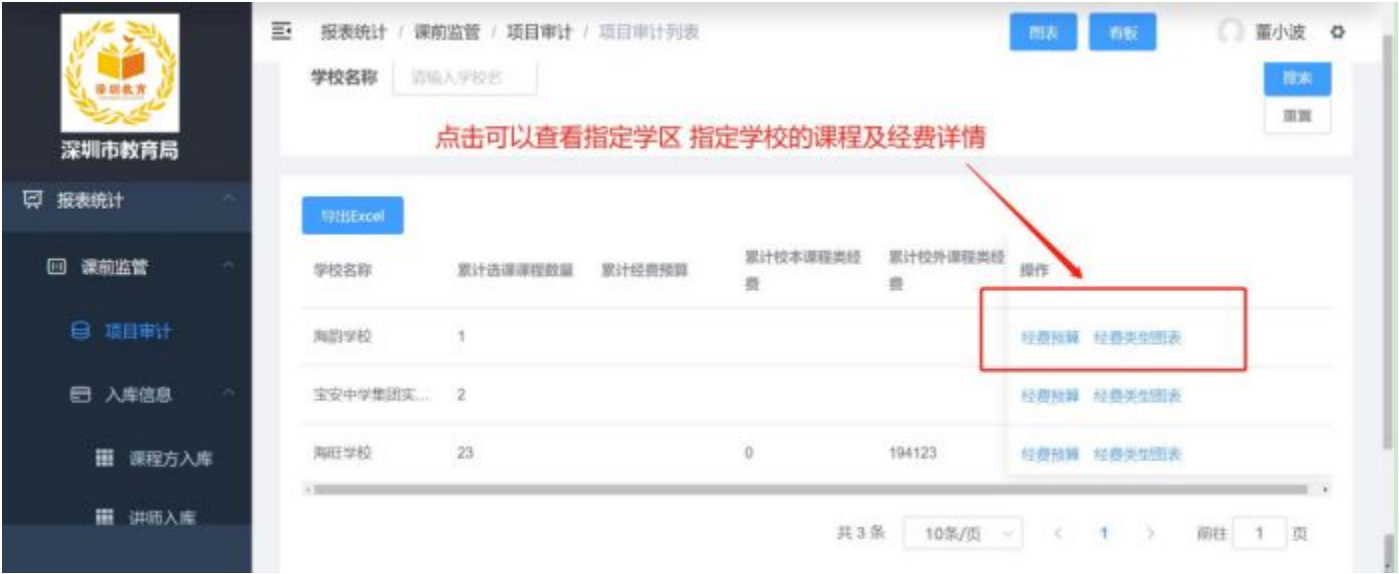 深圳教育
深圳市教育局
报表统计
课前监管
项目审计
入库信息
课程方入库
讲师入库
报表统计 / 课前监管 / 项目审计 / 项目审计列表
图表 看板 董小波
学校名称 请输入学校名 搜索
重置
点击可以查看指定学区 指定学校的课程及经费详情
导出Excel
学校名称 累计选课课程数量 累计经费预算 累计校本课程类经费 累计校外课程类经费 操作
海韵学校 1 经费预算 经费类型图表
宝安中学集团实... 2 经费预算 经费类型图表
海旺学校 23 0 194123 经费预算 经费类型图表
共 3 条 10条/页 1 前往 1 页